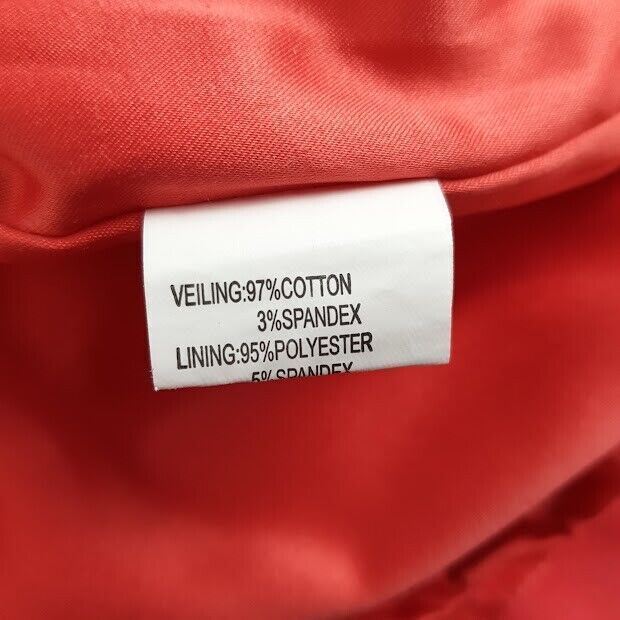 VEILING:97%COTTON
3%SPANDEX
LINING:95%POLYESTER
5%SPANDEX